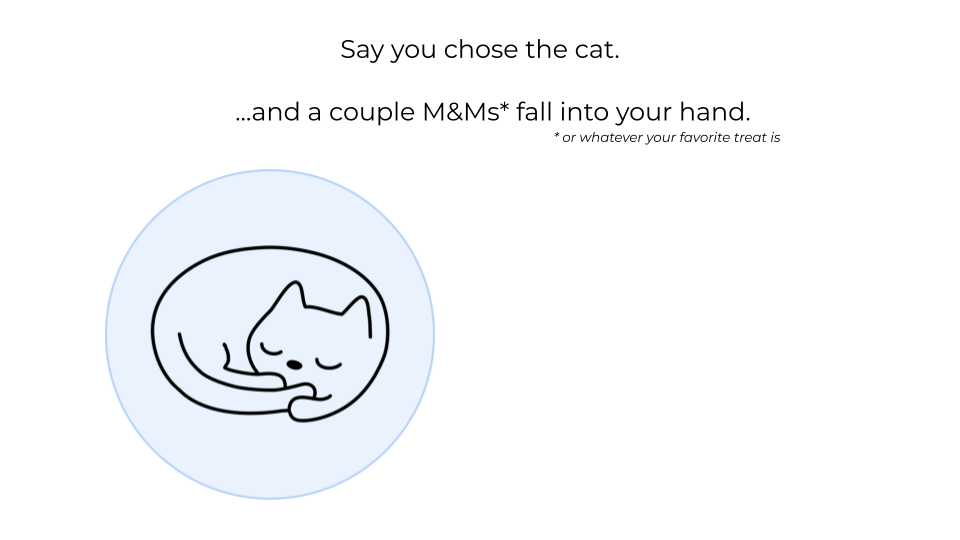 Say you chose the cat.
...and a couple M&Ms* fall into your hand.
* or whatever your favorite treat is